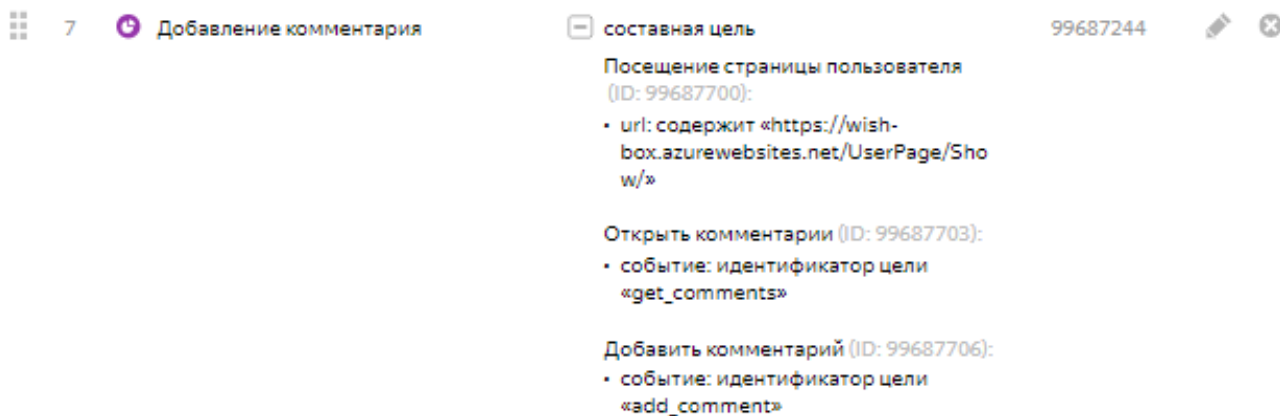 7 Добавление комментария составная цель 99687244
Посещение страницы пользователя
(ID: 99687700):
• url: содержит «https://wish-
box.azurewebsites.net/UserPage/Sho
w/»
Открыть комментарии (ID: 99687703):
• событие: идентификатор цели
«get_comments»
Добавить комментарий (ID: 99687706):
• событие: идентификатор цели
«add_comment»